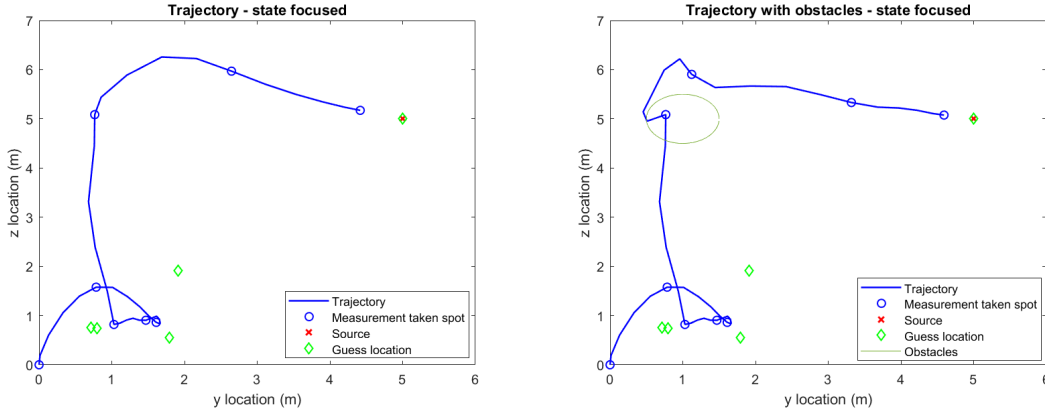 Trajectory - state focused
7
6
5
4
3
2
1
0
z location (m)
0 1 2 3 4 5 6
y location (m)
Trajectory
Measurement taken spot
Source
Guess location
Trajectory with obstacles - state focused
7
6
5
4
3
2
1
0
z location (m)
0 1 2 3 4 5 6
y location (m)
Trajectory
Measurement taken spot
Source
Guess location
Obstacles